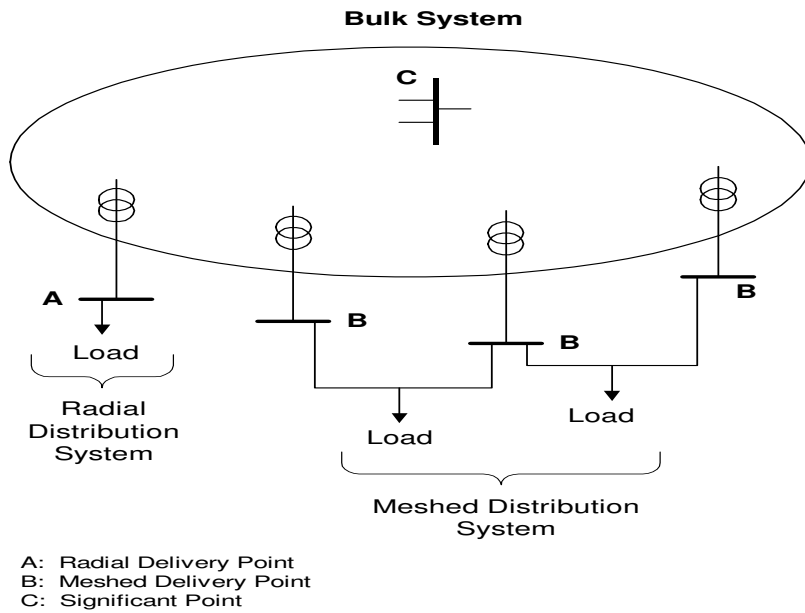 Bulk System
C
A
B
B
B
Load
Load
Load
Radial
Distribution
System
Meshed Distribution
System
A: Radial Delivery Point
B: Meshed Delivery Point
C: Significant Point